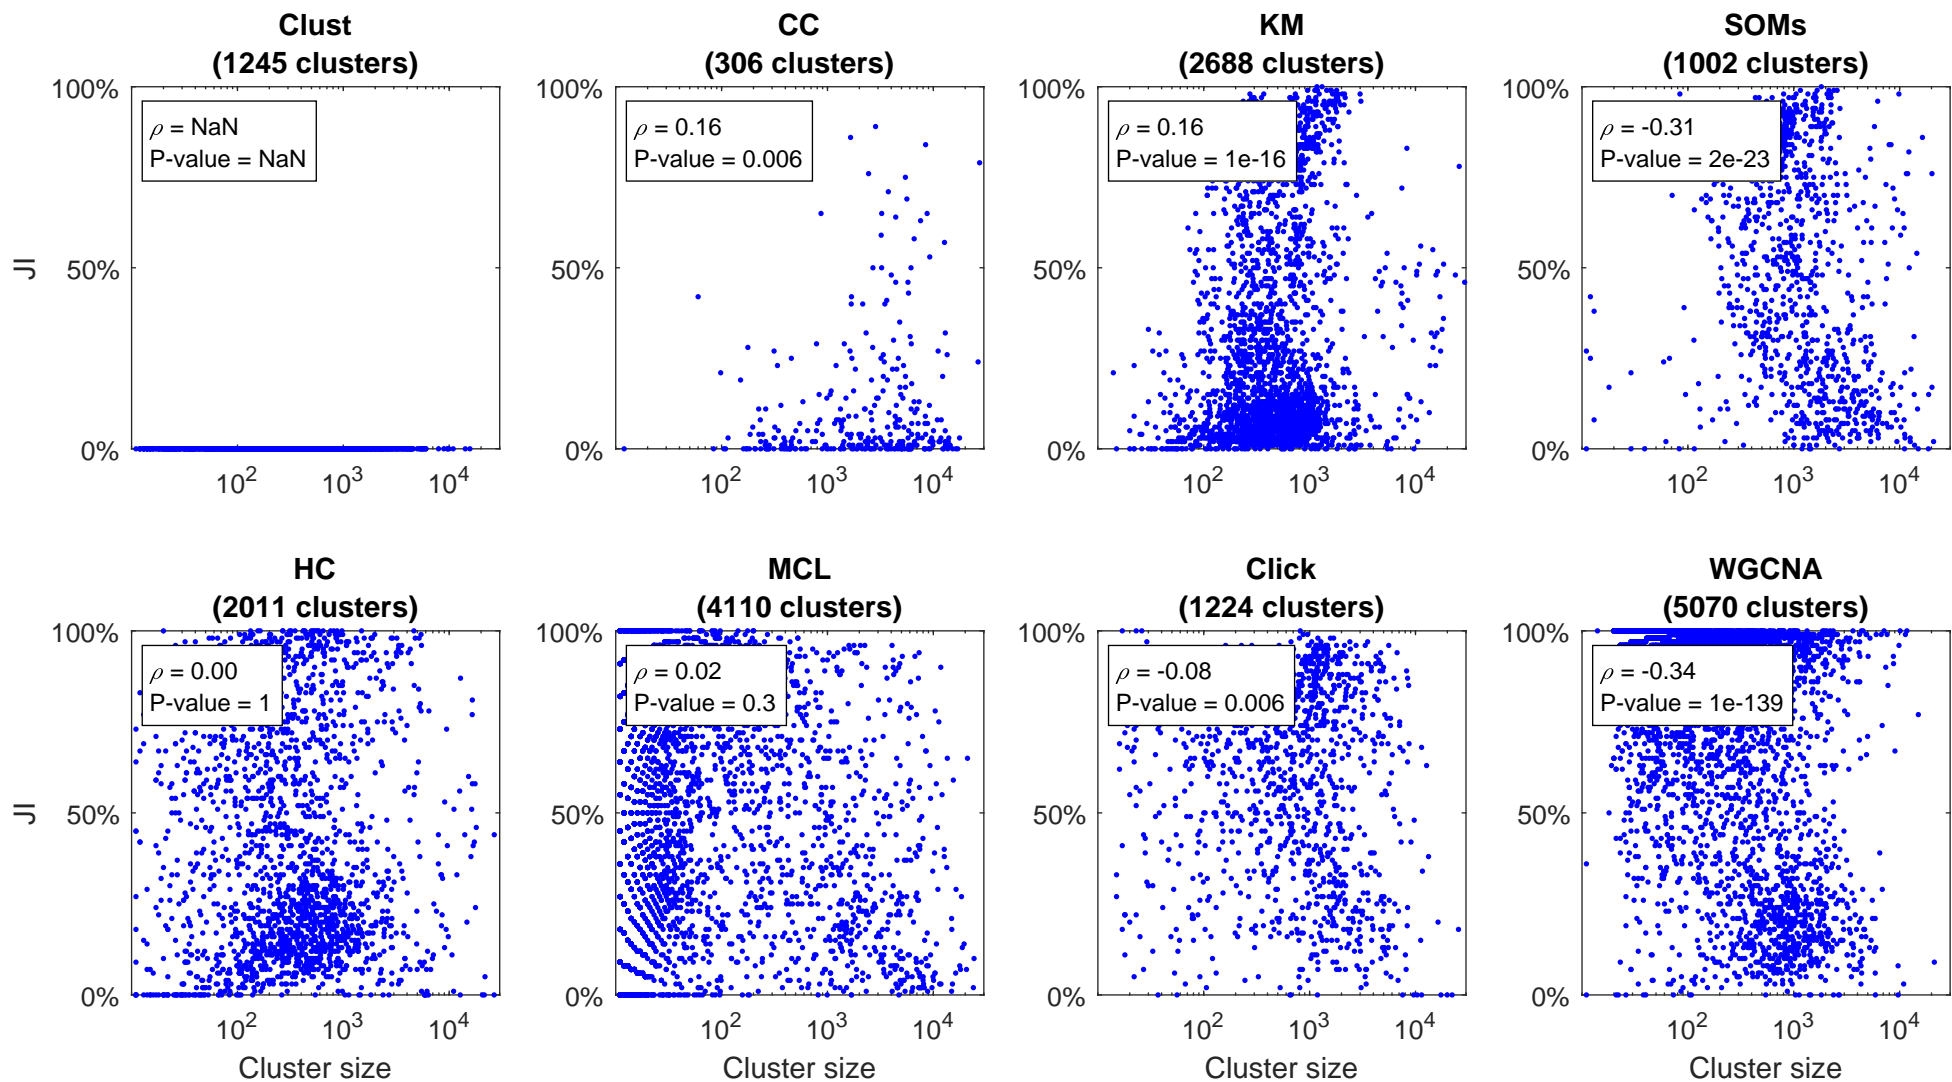 Clust
(1245 clusters)
CC
(306 clusters)
KM
(2688 clusters)
SOMs
(1002 clusters)
JI
100%
50%
0%
ρ = NaN
P-value = NaN
10^2
10^3
10^4
100%
50%
0%
ρ = 0.16
P-value = 0.006
10^2
10^3
10^4
100%
50%
0%
ρ = 0.16
P-value = 1e-16
10^2
10^3
10^4
100%
50%
0%
ρ = -0.31
P-value = 2e-23
10^2
10^3
10^4
HC
(2011 clusters)
MCL
(4110 clusters)
Click
(1224 clusters)
WGCNA
(5070 clusters)
JI
100%
50%
0%
ρ = 0.00
P-value = 1
10^2
10^3
10^4
Cluster size
100%
50%
0%
ρ = 0.02
P-value = 0.3
10^2
10^3
10^4
Cluster size
100%
50%
0%
ρ = -0.08
P-value = 0.006
10^2
10^3
10^4
Cluster size
100%
50%
0%
ρ = -0.34
P-value = 1e-139
10^2
10^3
10^4
Cluster size